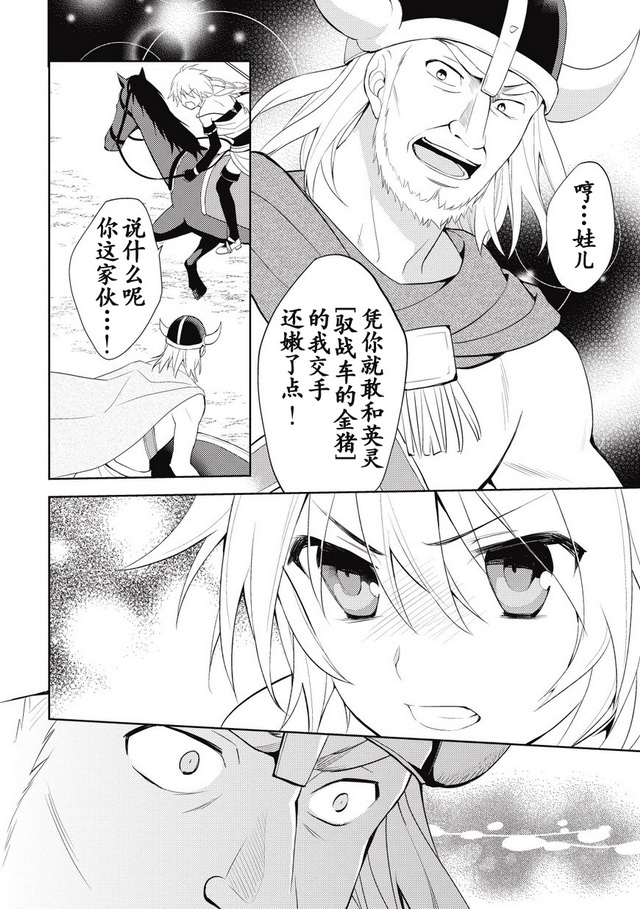 哼…娃儿
凭你就敢和英灵
[驭战车的金猪]
的我交手
还嫩了点！
说什么呢
你这家伙…！